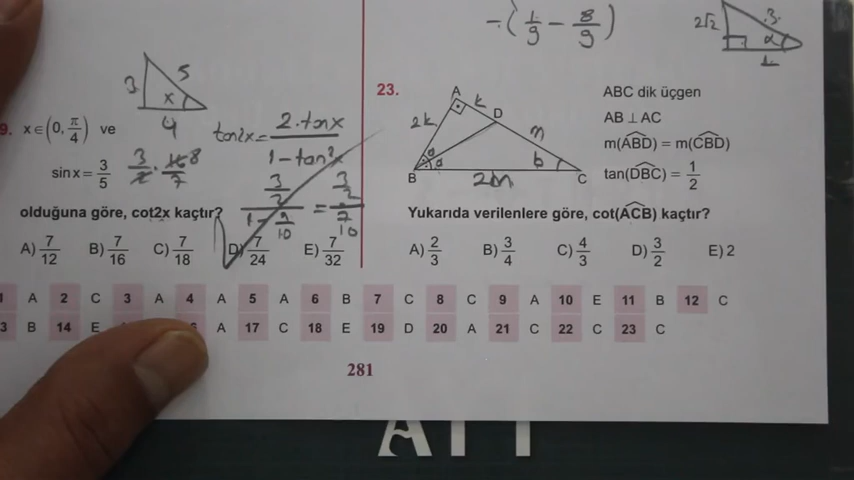 ÷(1/9 - 8/9)
2√2 3 α 1
3 5 x 4
9. x∈(0, π/4) ve
sin x = 3/5
tan2x = 2.tanx / 1 - tan²x
olduğuna göre, cot2x kaçtır?
A) 7/12 B) 7/16 C) 7/18 D) 7/24 E) 7/32
23.
A k D m 2k B a a 2m b C
ABC dik üçgen
AB ⊥ AC
m(ABD) = m(CBD)
tan(DBC) = 1/2
Yukarıda verilenlere göre, cot(ACB) kaçtır?
A) 2/3 B) 3/4 C) 4/3 D) 3/2 E) 2
1 A 2 C 3 A 4 A 5 A 6 B 7 C 8 C 9 A 10 E 11 B 12 C
3 B 14 E A 17 C 18 E 19 D 20 A 21 C 22 C 23 C
281